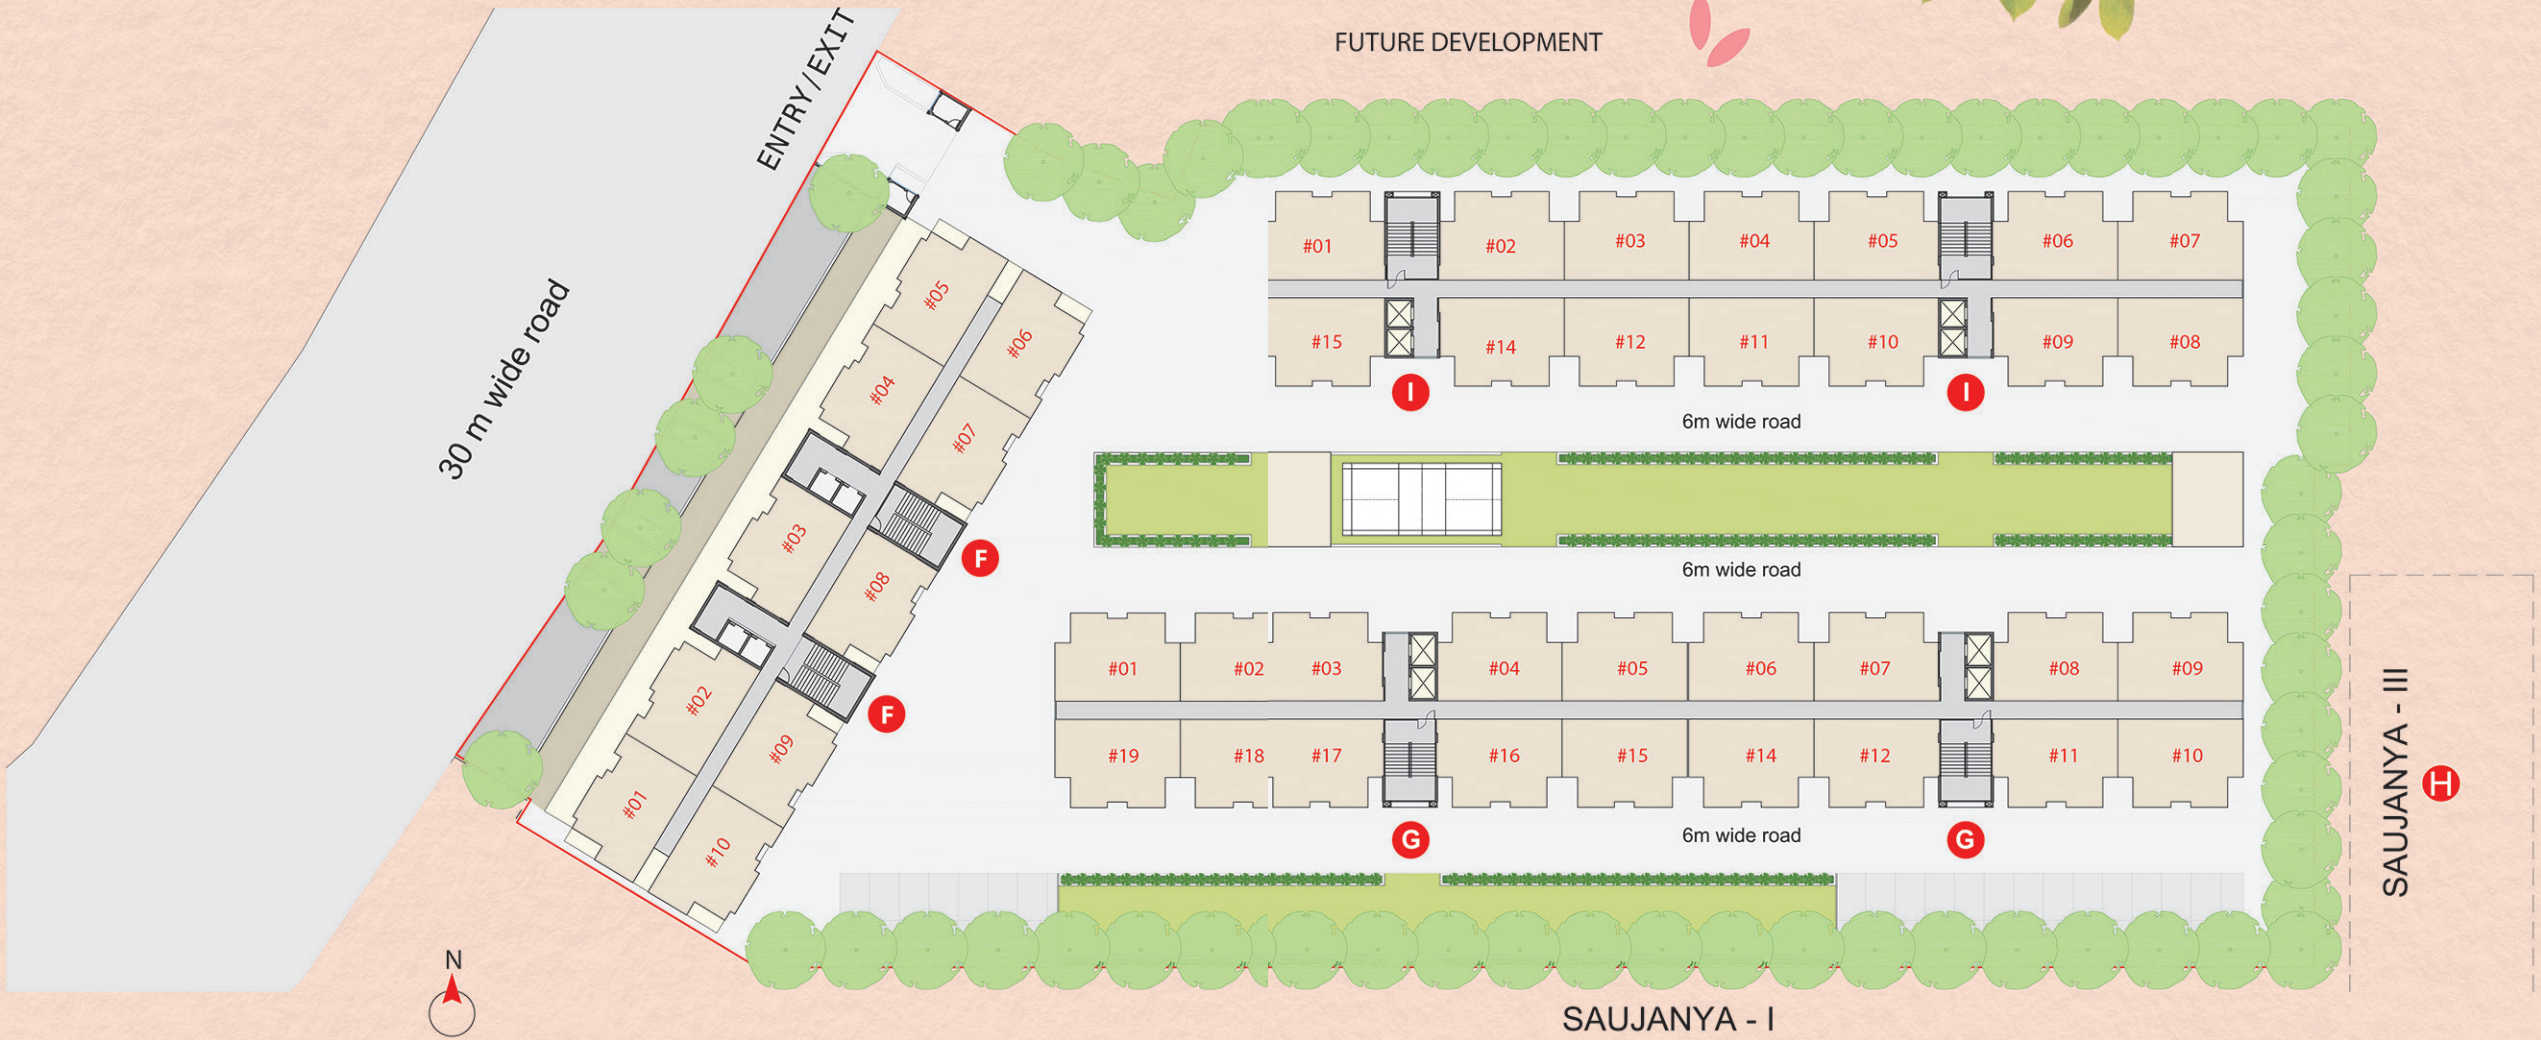 FUTURE DEVELOPMENT
ENTRY/EXIT
30 m wide road
#05
#06
#04
#07
#03
#08
#02
#09
#01
#10
F
F
#01
#02
#03
#04
#05
#06
#07
#15
#14
#12
#11
#10
#09
#08
I
I
6m wide road
6m wide road
#01
#02
#03
#04
#05
#06
#07
#08
#09
#19
#18
#17
#16
#15
#14
#12
#11
#10
G
G
6m wide road
SAUJANYA - III
H
N
SAUJANYA - I